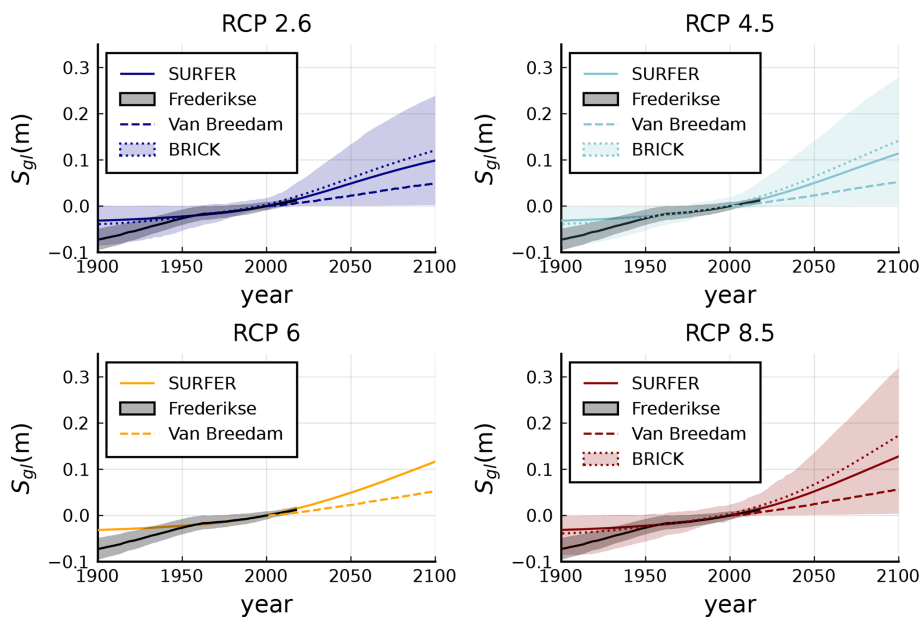 RCP 2.6
S_gl(m)
0.3
0.2
0.1
0.0
−0.1
SURFER
Frederikse
Van Breedam
BRICK
1900 1950 2000 2050 2100
year
RCP 4.5
S_gl(m)
0.3
0.2
0.1
0.0
−0.1
SURFER
Frederikse
Van Breedam
BRICK
1900 1950 2000 2050 2100
year
RCP 6
S_gl(m)
0.3
0.2
0.1
0.0
−0.1
SURFER
Frederikse
Van Breedam
1900 1950 2000 2050 2100
year
RCP 8.5
S_gl(m)
0.3
0.2
0.1
0.0
−0.1
SURFER
Frederikse
Van Breedam
BRICK
1900 1950 2000 2050 2100
year